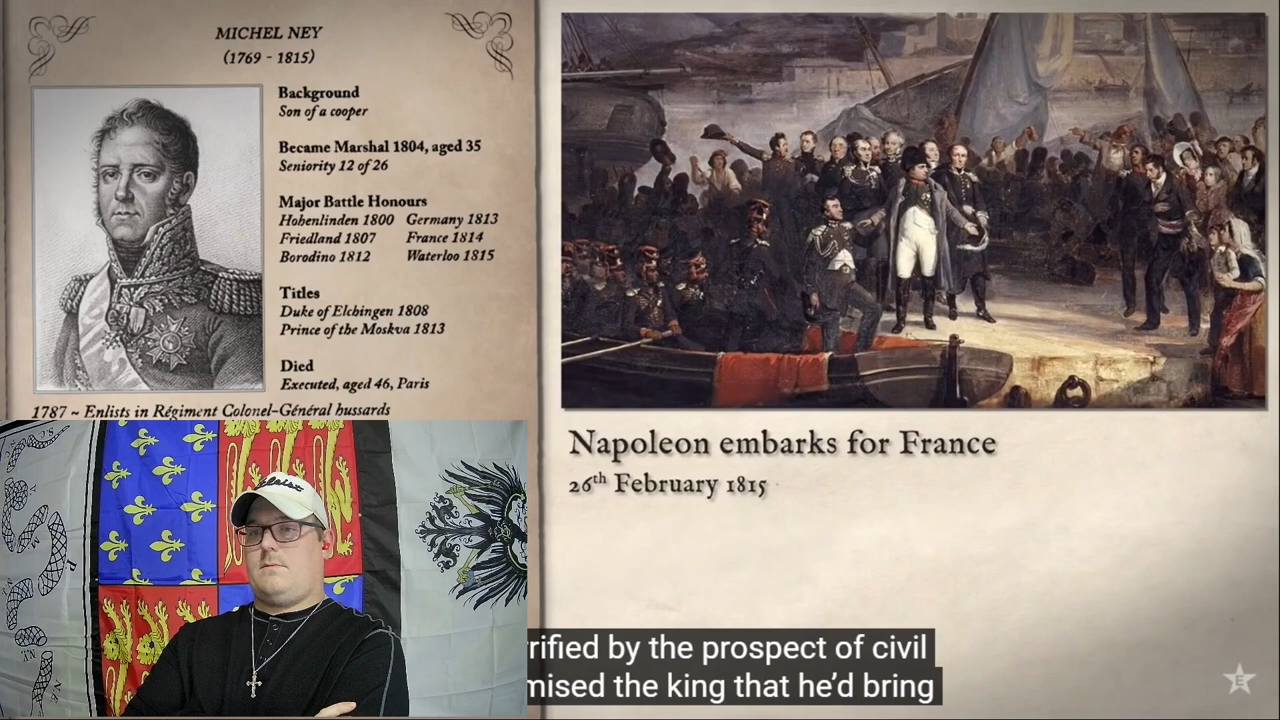 MICHEL NEY
(1769 - 1815)
Background
Son of a cooper
Became Marshal 1804, aged 35
Seniority 12 of 26
Major Battle Honours
Hohenlinden 1800 Germany 1813
Friedland 1807 France 1814
Borodino 1812 Waterloo 1815
Titles
Duke of Elchingen 1808
Prince of the Moskva 1813
Died
Executed, aged 46, Paris
1787 ~ Enlists in Régiment Colonel-Général hussards
Napoleon embarks for France
26th February 1815
rified by the prospect of civil
mised the king that he'd bring
Titleist
E